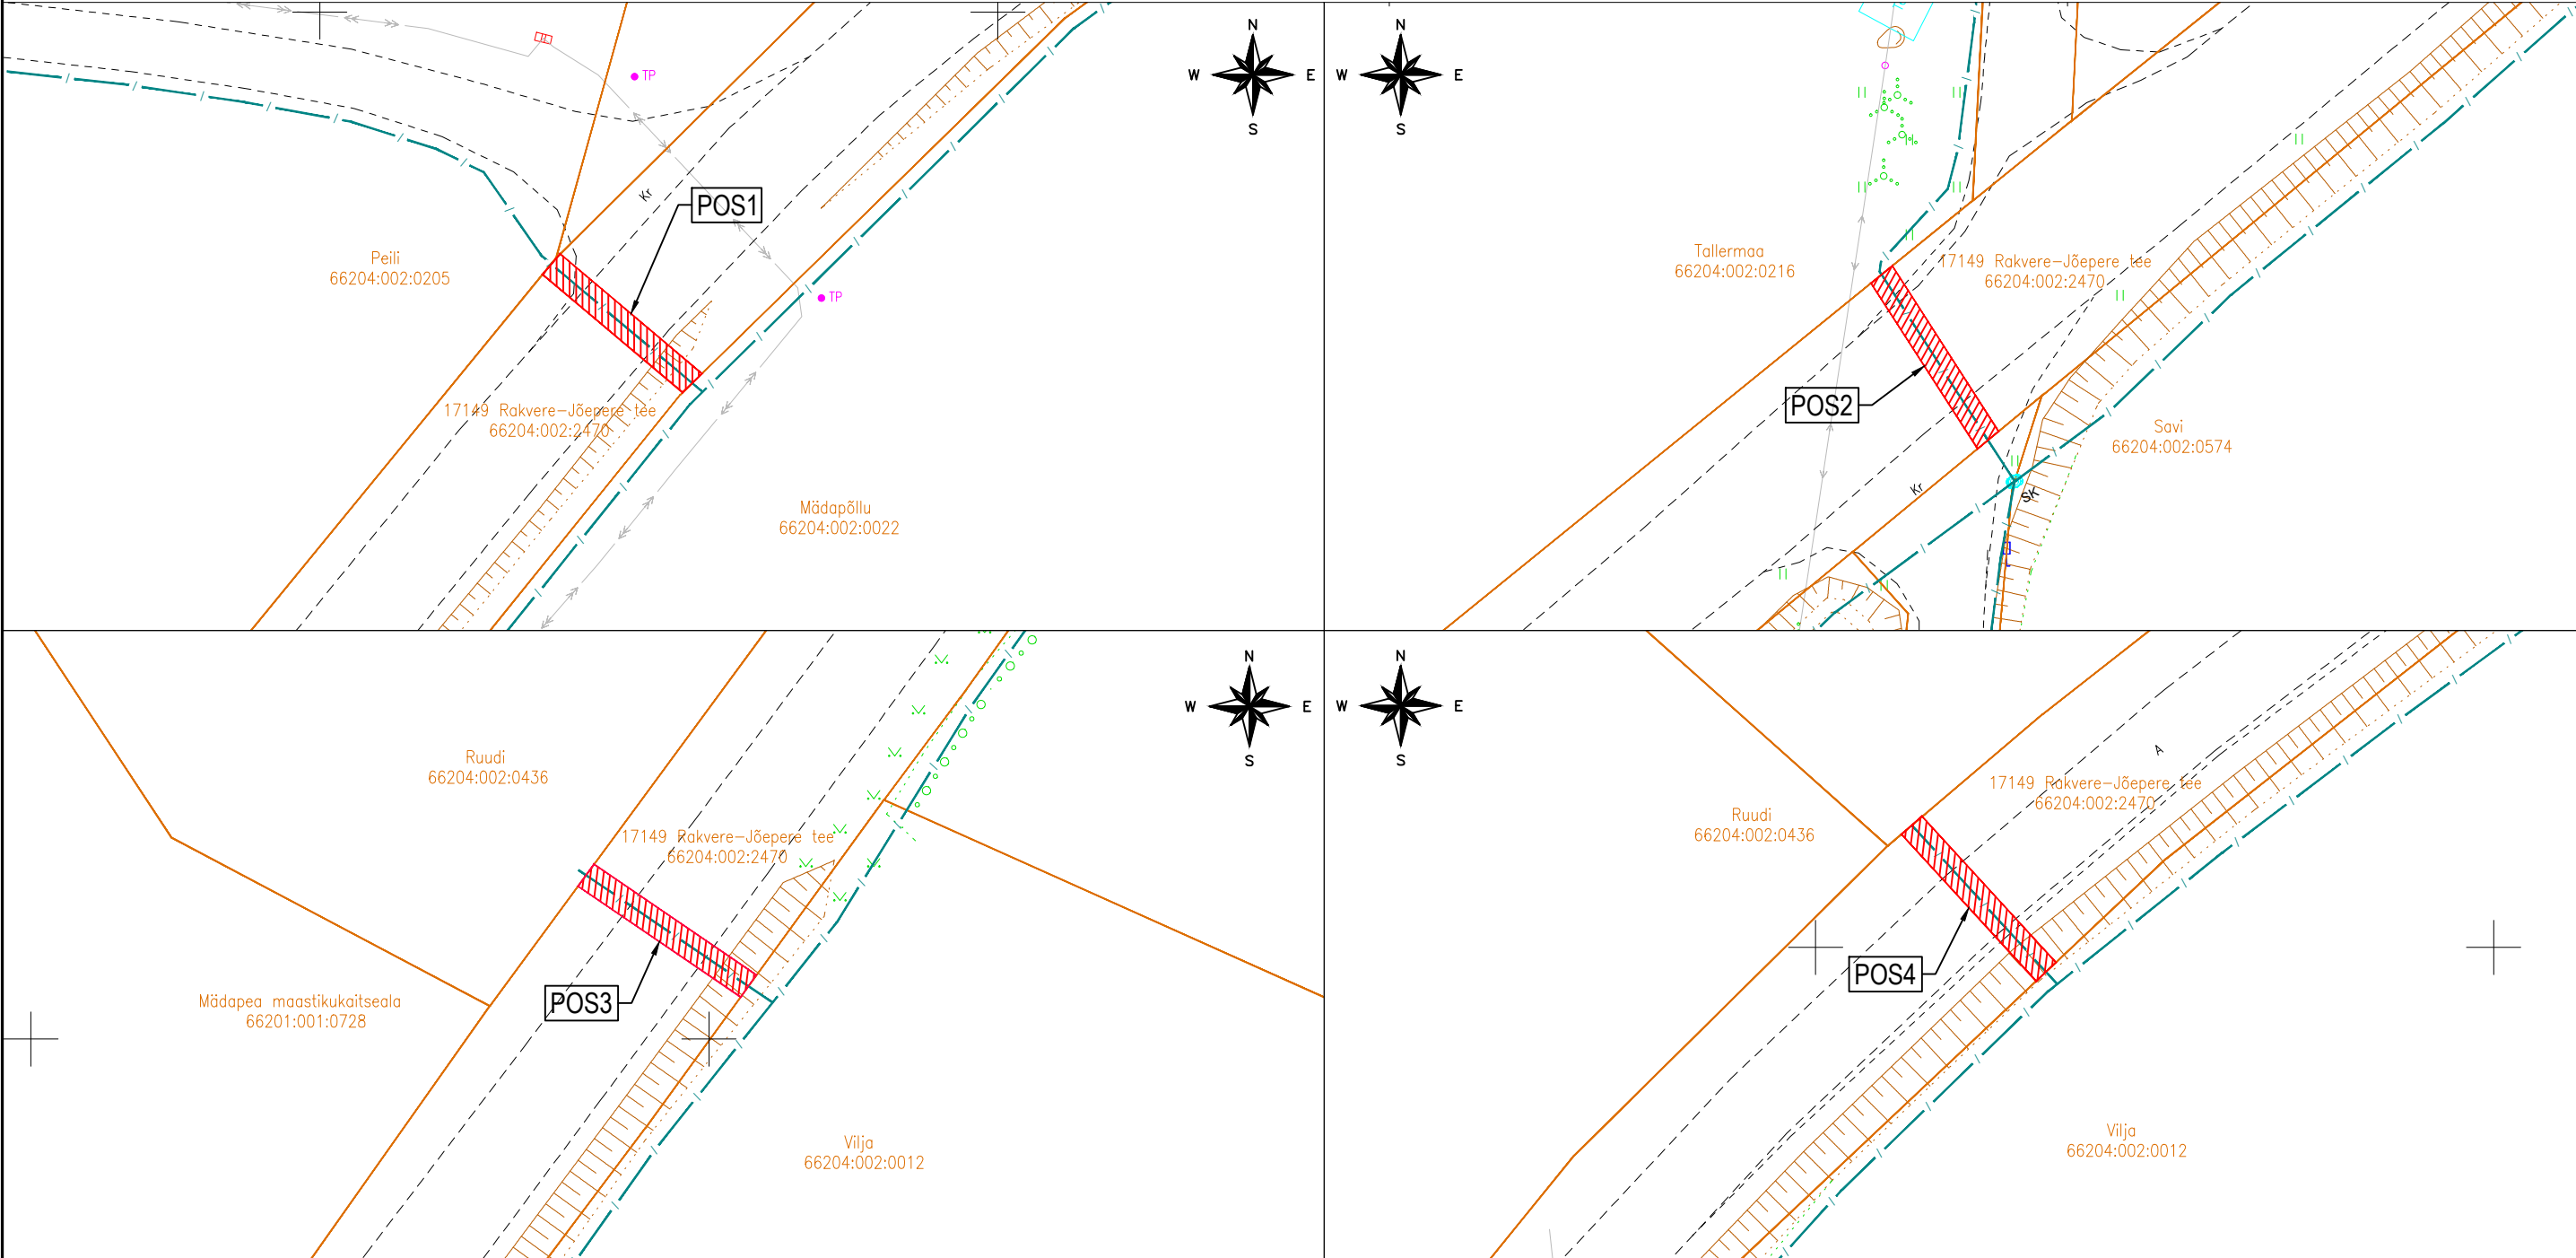 N
W E
S
TP
Kr
POS1
Peili
66204:002:0205
TP
17149 Rakvere-Jõepere tee
66204:002:2470
Mädapõllu
66204:002:0022
N
W E
S
Tallermaa
66204:002:0216
17149 Rakvere-Jõepere tee
66204:002:2470
POS2
Savi
66204:002:0574
Kr
SK
N
W E
S
Ruudi
66204:002:0436
17149 Rakvere-Jõepere tee
66204:002:2470
POS3
Mädapea maastikukaitseala
66201:001:0728
Vilja
66204:002:0012
N
W E
S
A
17149 Rakvere-Jõepere tee
66204:002:2470
Ruudi
66204:002:0436
POS4
Vilja
66204:002:0012